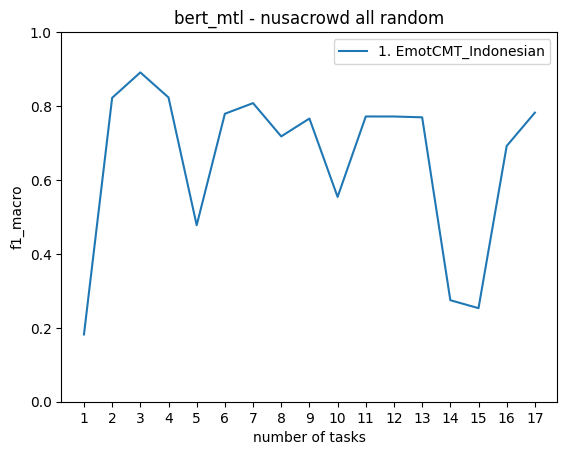 bert_mtl - nusacrowd all random
1. EmotCMT_Indonesian
1.0
0.8
0.6
0.4
0.2
0.0
f1_macro
1 2 3 4 5 6 7 8 9 10 11 12 13 14 15 16 17
number of tasks